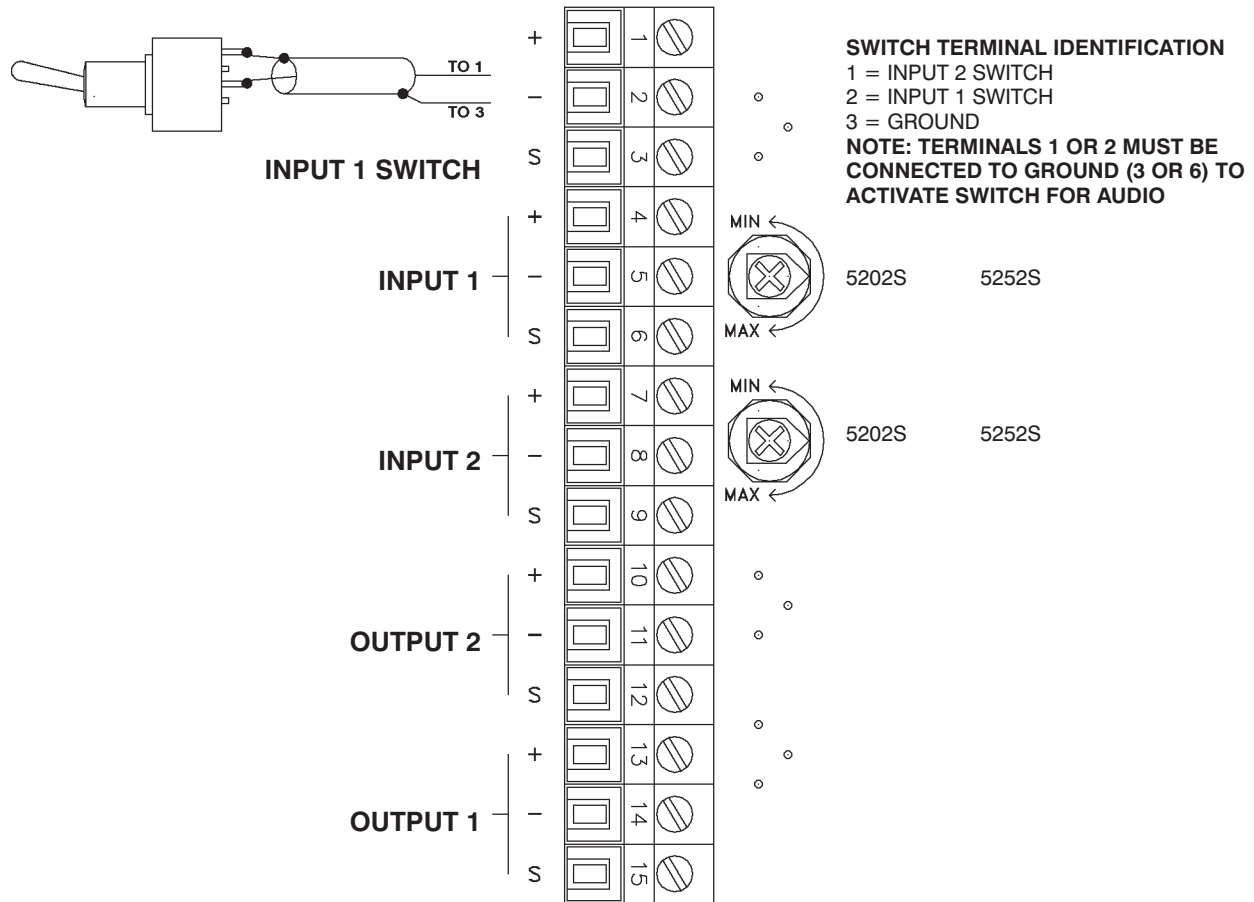 + 1
TO 1
− 2
TO 3
S 3
INPUT 1 SWITCH
SWITCH TERMINAL IDENTIFICATION
1 = INPUT 2 SWITCH
2 = INPUT 1 SWITCH
3 = GROUND
NOTE: TERMINALS 1 OR 2 MUST BE
CONNECTED TO GROUND (3 OR 6) TO
ACTIVATE SWITCH FOR AUDIO
+ 4
MIN
INPUT 1 − 5
5202S 5252S
S 6
MAX
+ 7
MIN
INPUT 2 − 8
5202S 5252S
MAX
S 9
+ 10
OUTPUT 2 − 11
S 12
+ 13
OUTPUT 1 − 14
S 15